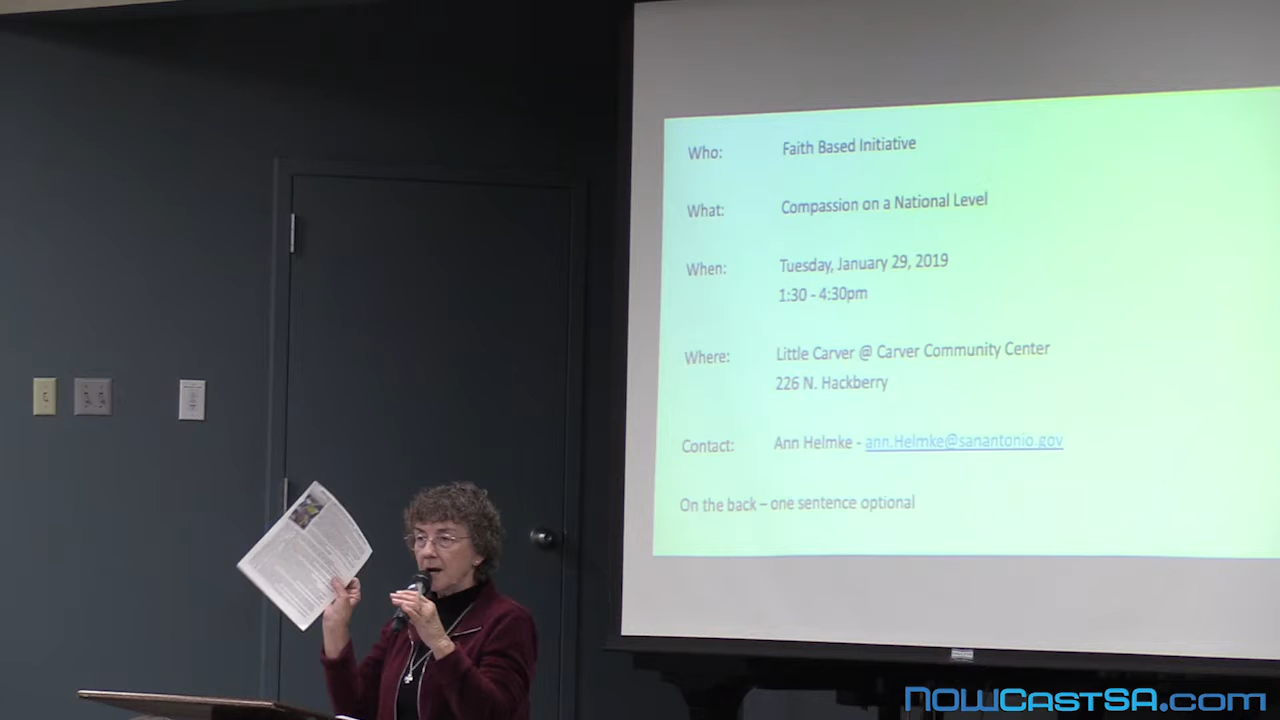 Who: Faith Based Initiative
What: Compassion on a National Level
When: Tuesday, January 29, 2019
1:30 - 4:30pm
Where: Little Carver @ Carver Community Center
226 N. Hackberry
Contact: Ann Helmke - ann.Helmke@sanantonio.gov
On the back – one sentence optional
NOWCASTSA.com